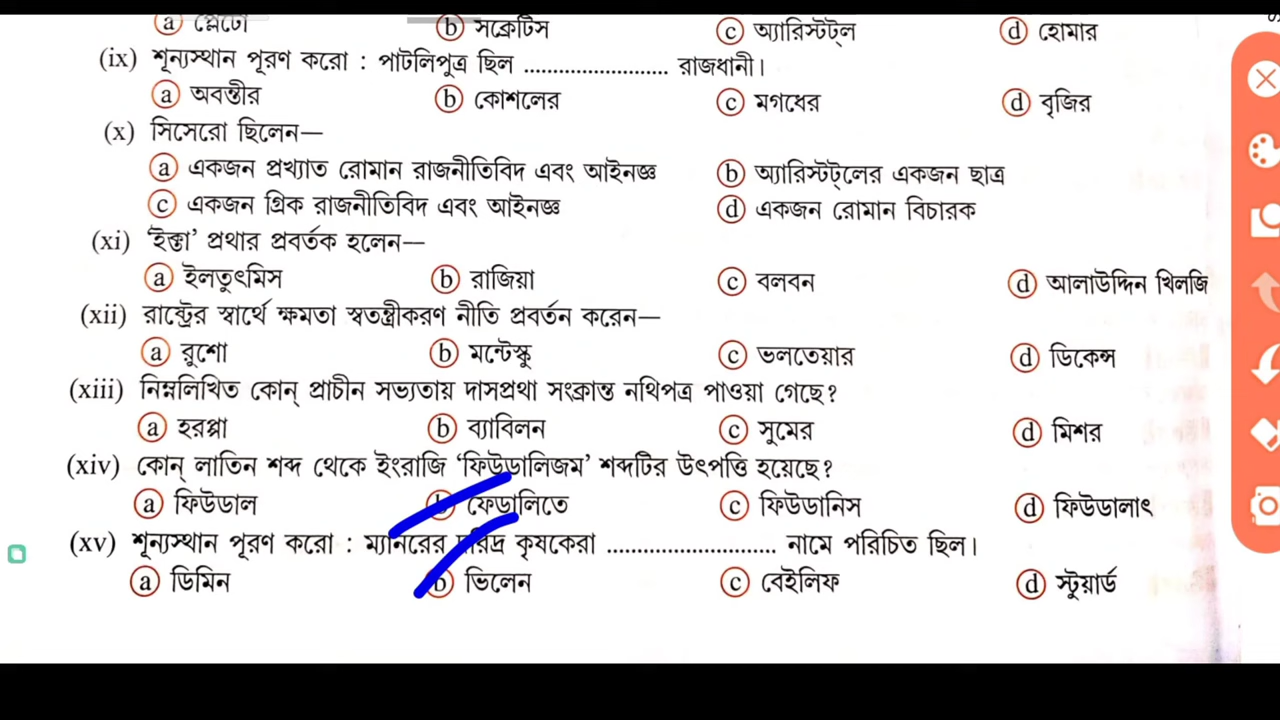 ⓐ প্লেটো ⓑ সক্রেটিস ⓒ অ্যারিস্টট্ল ⓓ হোমার
(ix) শূন্যস্থান পূরণ করো : পাটলিপুত্র ছিল .......................... রাজধানী।
ⓐ অবন্তীর ⓑ কোশলের ⓒ মগধের ⓓ বৃজির
(x) সিসেরো ছিলেন—
ⓐ একজন প্রখ্যাত রোমান রাজনীতিবিদ এবং আইনজ্ঞ ⓑ অ্যারিস্টট্লের একজন ছাত্র
ⓒ একজন গ্রিক রাজনীতিবিদ এবং আইনজ্ঞ ⓓ একজন রোমান বিচারক
(xi) ‘ইক্তা’ প্রথার প্রবর্তক হলেন—
ⓐ ইলতুৎমিস ⓑ রাজিয়া ⓒ বলবন ⓓ আলাউদ্দিন খিলজি
(xii) রাষ্ট্রের স্বার্থে ক্ষমতা স্বতন্ত্রীকরণ নীতি প্রবর্তন করেন—
ⓐ রুশো ⓑ মন্টেস্কু ⓒ ভলতেয়ার ⓓ ডিকেন্স
(xiii) নিম্নলিখিত কোন্ প্রাচীন সভ্যতায় দাসপ্রথা সংক্রান্ত নথিপত্র পাওয়া গেছে?
ⓐ হরপ্পা ⓑ ব্যাবিলন ⓒ সুমের ⓓ মিশর
(xiv) কোন্ লাতিন শব্দ থেকে ইংরাজি ‘ফিউডালিজম’ শব্দটির উৎপত্তি হয়েছে?
ⓐ ফিউডাল ⓑ ফেডালিতে ⓒ ফিউডানিস ⓓ ফিউডালাৎ
(xv) শূন্যস্থান পূরণ করো : ম্যানরের দরিদ্র কৃষকেরা .............................. নামে পরিচিত ছিল।
ⓐ ডিমিন ⓑ ভিলেন ⓒ বেইলিফ ⓓ স্টুয়ার্ড